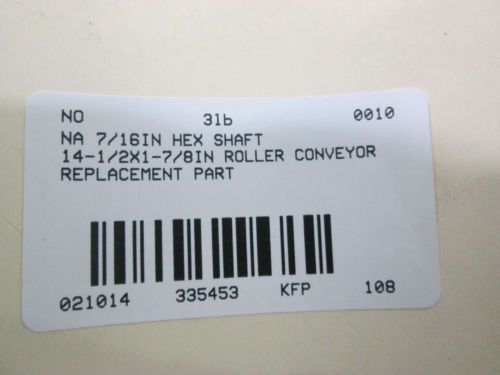 NO 3lb 0010
NA 7/16IN HEX SHAFT
14-1/2X1-7/8IN ROLLER CONVEYOR
REPLACEMENT PART
021014 335453 KFP 108